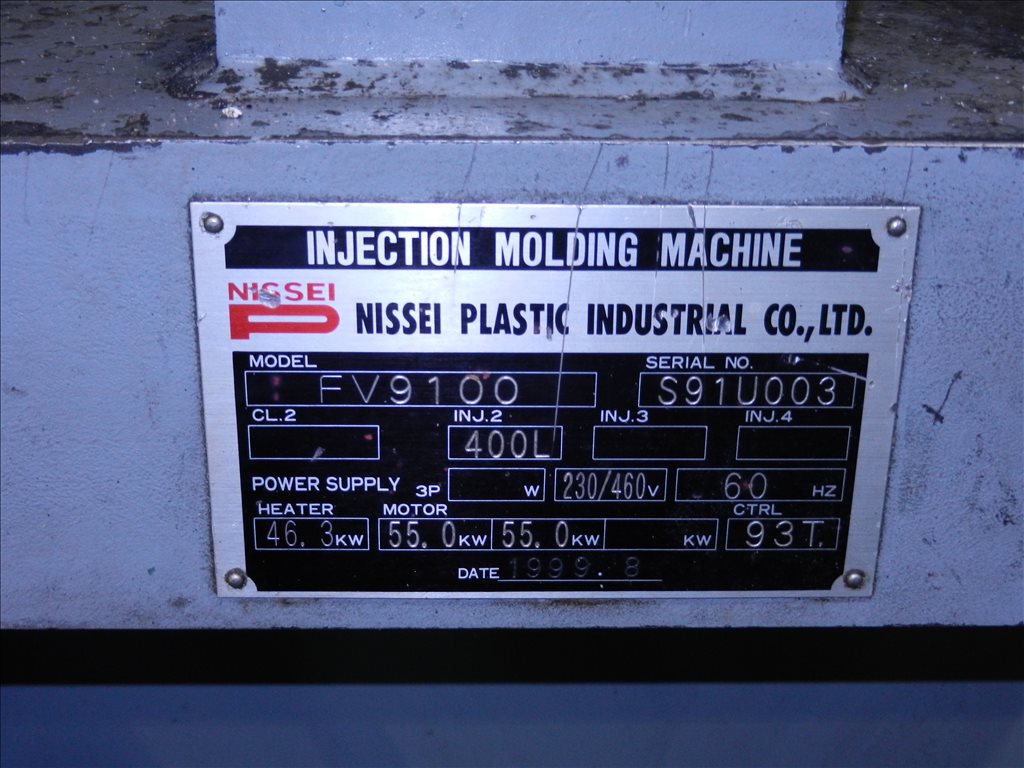 INJECTION MOLDING MACHINE
NISSEI
NISSEI PLASTIC INDUSTRIAL CO., LTD.
MODEL SERIAL NO.
FV9100 S91U003
CL.2 INJ.2 INJ.3 INJ.4
400L
POWER SUPPLY 3P W 230/460V 60 HZ
HEATER MOTOR CTRL
46.3KW 55.0KW 55.0KW KW 93T.
DATE 1999.8